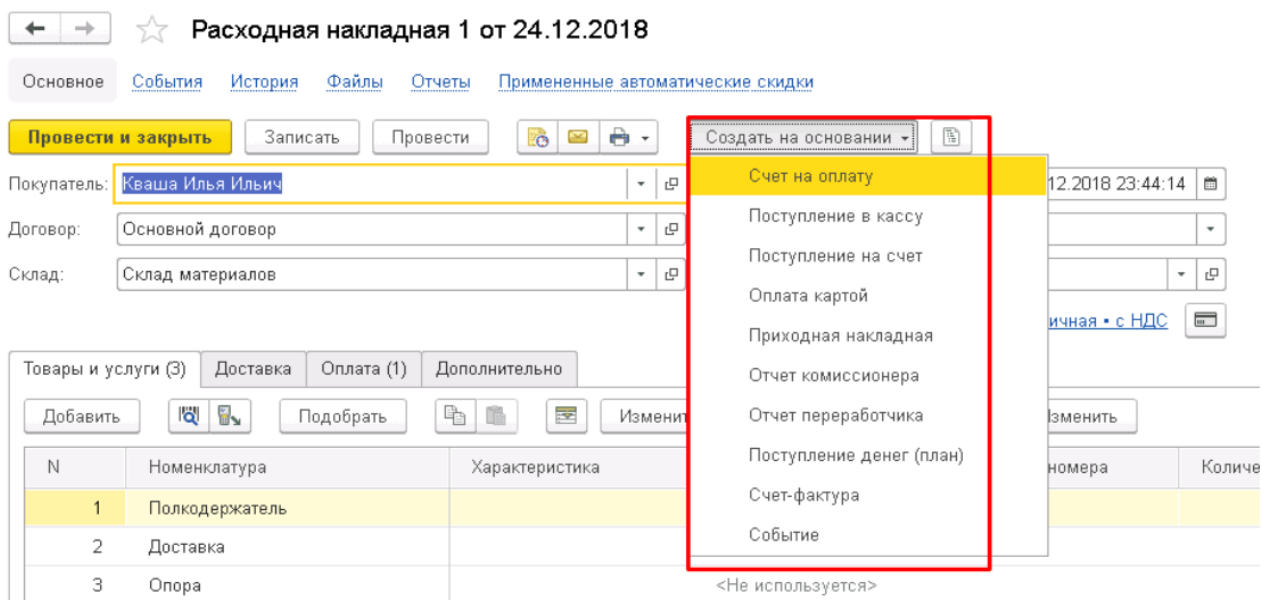 Расходная накладная 1 от 24.12.2018
Основное События История Файлы Отчеты Примененные автоматические скидки
Провести и закрыть Записать Провести Создать на основании
Покупатель: Кваша Илья Ильич Счет на оплату 12.2018 23:44:14
Поступление в кассу
Договор: Основной договор
Поступление на счет
Склад: Склад материалов
Оплата картой
ичная • с НДС
Приходная накладная
Товары и услуги (3) Доставка Оплата (1) Дополнительно Отчет комиссионера
Добавить Подобрать Изменит Отчет переработчика Изменить
N Номенклатура Характеристика Поступление денег (план) номера Количе
1 Полкодержатель Счет-фактура
2 Доставка Событие
3 Опора <Не используется>